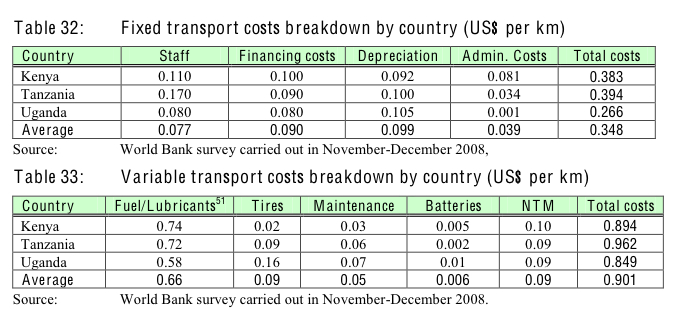 Table 32: Fixed transport costs breakdown by country (US$ per km)
Country Staff Financing costs Depreciation Admin. Costs Total costs
Kenya 0.110 0.100 0.092 0.081 0.383
Tanzania 0.170 0.090 0.100 0.034 0.394
Uganda 0.080 0.080 0.105 0.001 0.266
Average 0.077 0.090 0.099 0.039 0.348
Source: World Bank survey carried out in November-December 2008,
Table 33: Variable transport costs breakdown by country (US$ per km)
Country Fuel/Lubricants51 Tires Maintenance Batteries NTM Total costs
Kenya 0.74 0.02 0.03 0.005 0.10 0.894
Tanzania 0.72 0.09 0.06 0.002 0.09 0.962
Uganda 0.58 0.16 0.07 0.01 0.09 0.849
Average 0.66 0.09 0.05 0.006 0.09 0.901
Source: World Bank survey carried out in November-December 2008.